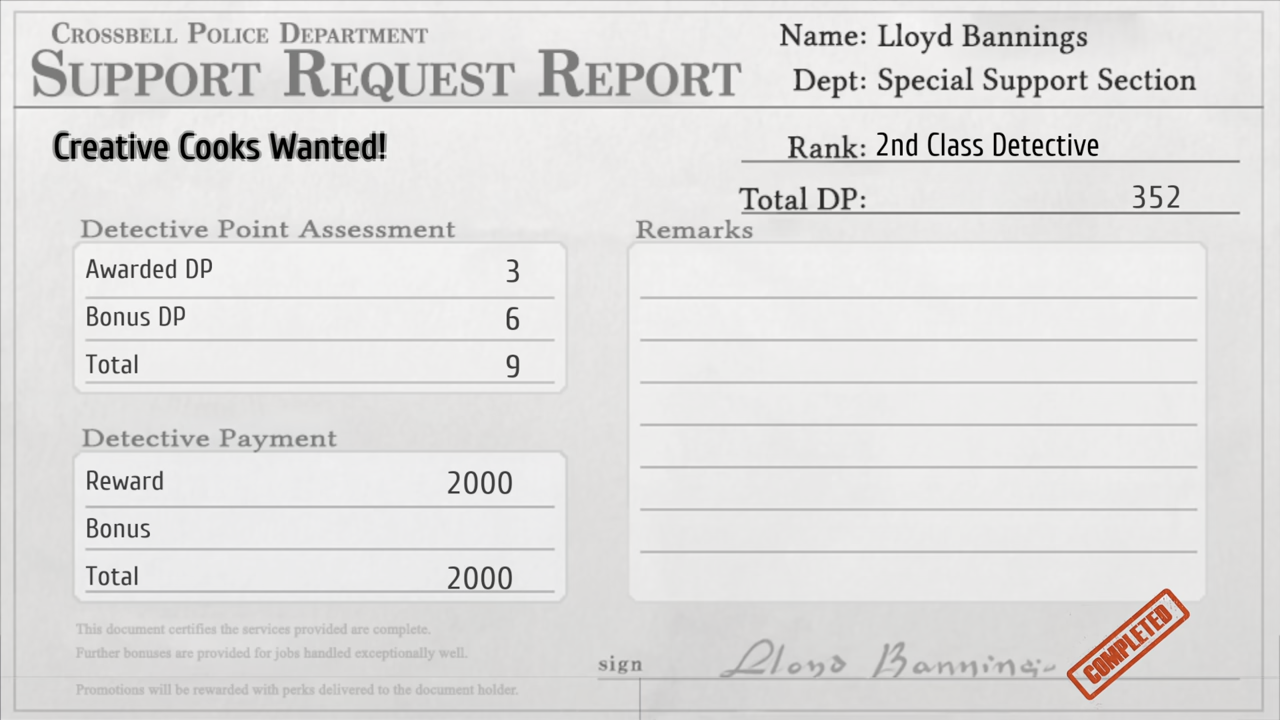 CROSSBELL POLICE DEPARTMENT
SUPPORT REQUEST REPORT
Name: Lloyd Bannings
Dept: Special Support Section
Creative Cooks Wanted!
Rank: 2nd Class Detective
Total DP: 352
Detective Point Assessment
Awarded DP 3
Bonus DP 6
Total 9
Detective Payment
Reward 2000
Bonus
Total 2000
Remarks
This document certifies the services provided are complete.
Further bonuses are provided for jobs handled exceptionally well.
Promotions will be rewarded with perks delivered to the document holder.
sign Lloyd Bannings
COMPLETED